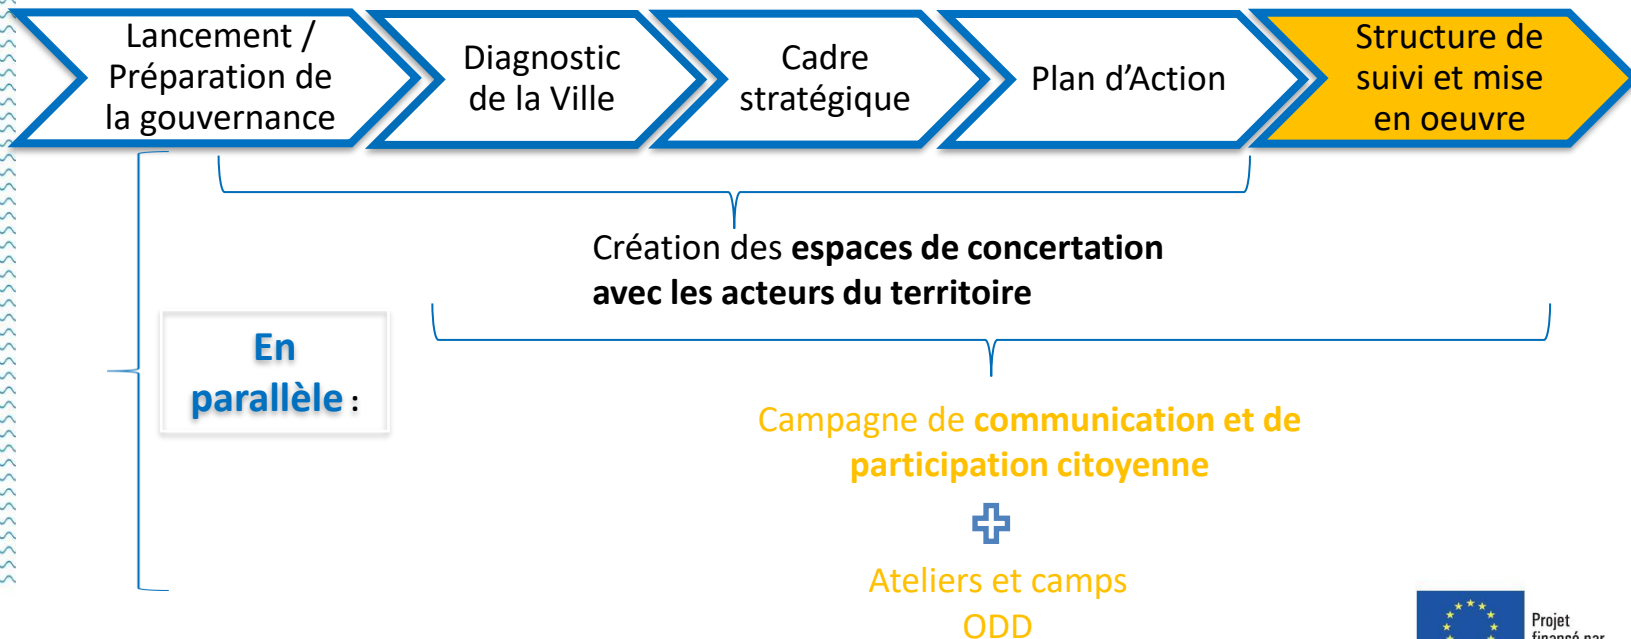 Lancement /
Préparation de
la gouvernance
Diagnostic
de la Ville
Cadre
stratégique
Plan d’Action
Structure de
suivi et mise
en oeuvre
Création des espaces de concertation
avec les acteurs du territoire
En
parallèle :
Campagne de communication et de
participation citoyenne
Ateliers et camps
ODD
Projet
financé par